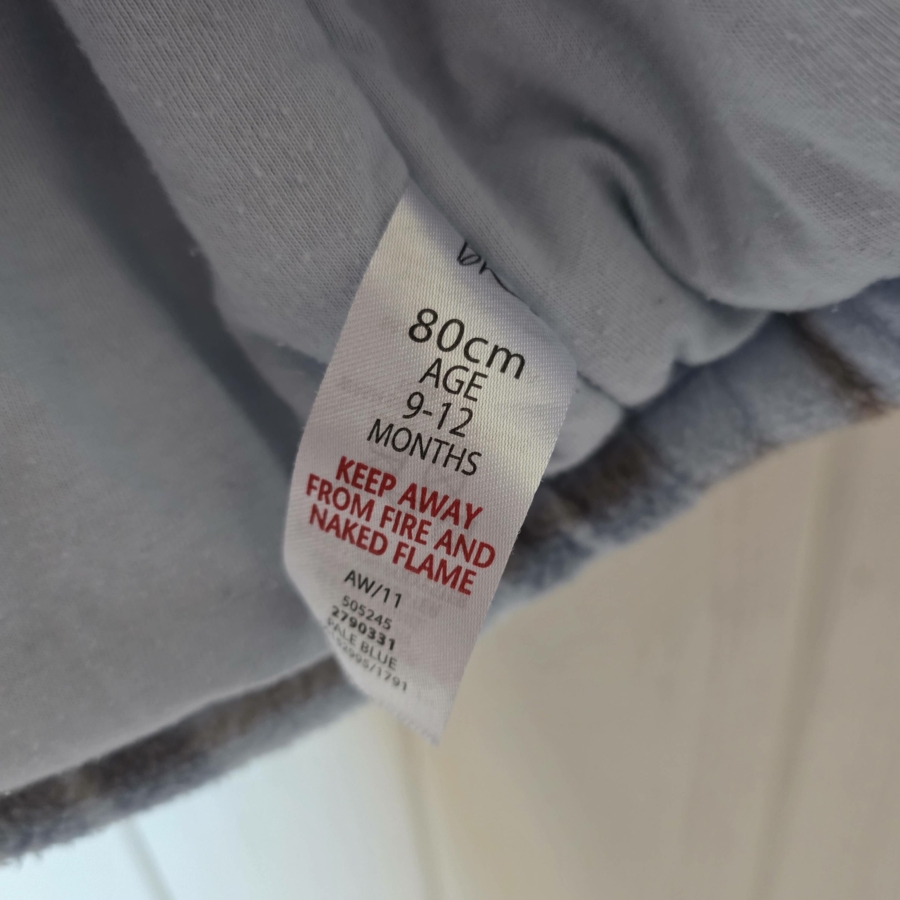 80cm
AGE
9-12
MONTHS
KEEP AWAY
FROM FIRE AND
NAKED FLAME
AW/11
505245
2790331
PALE BLUE